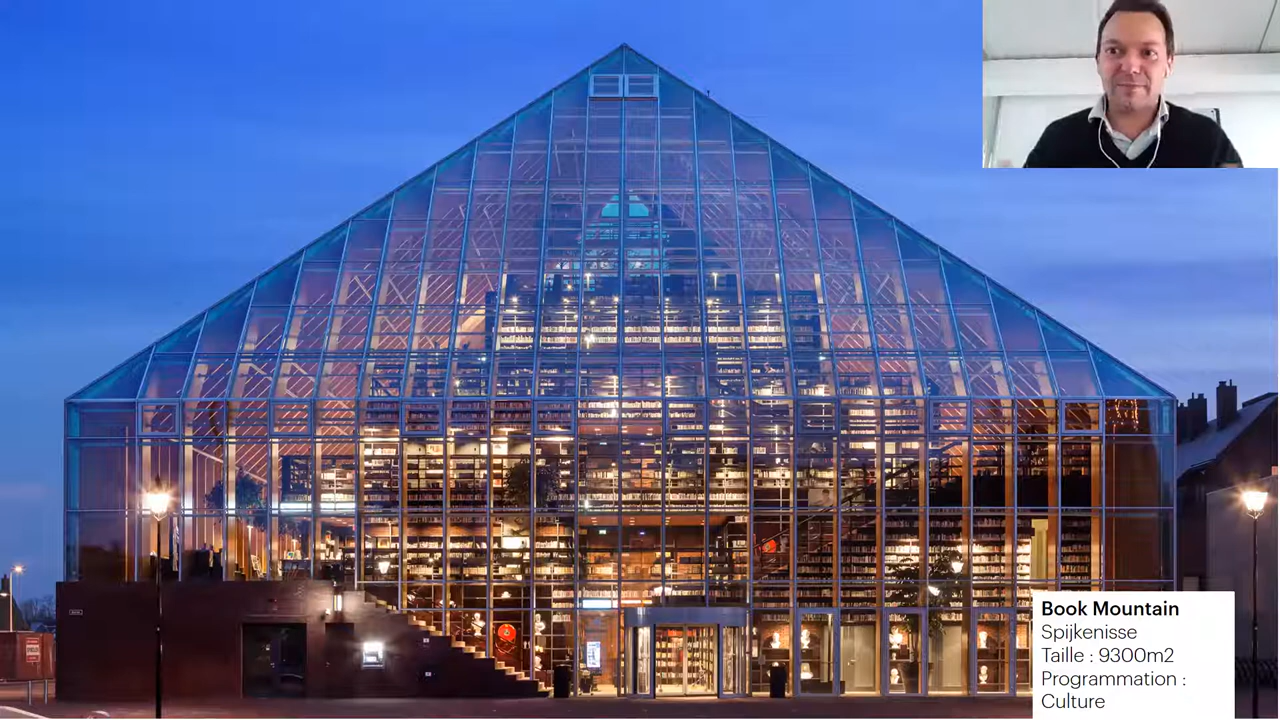 Book Mountain
Spijkenisse
Taille : 9300m2
Programmation :
Culture